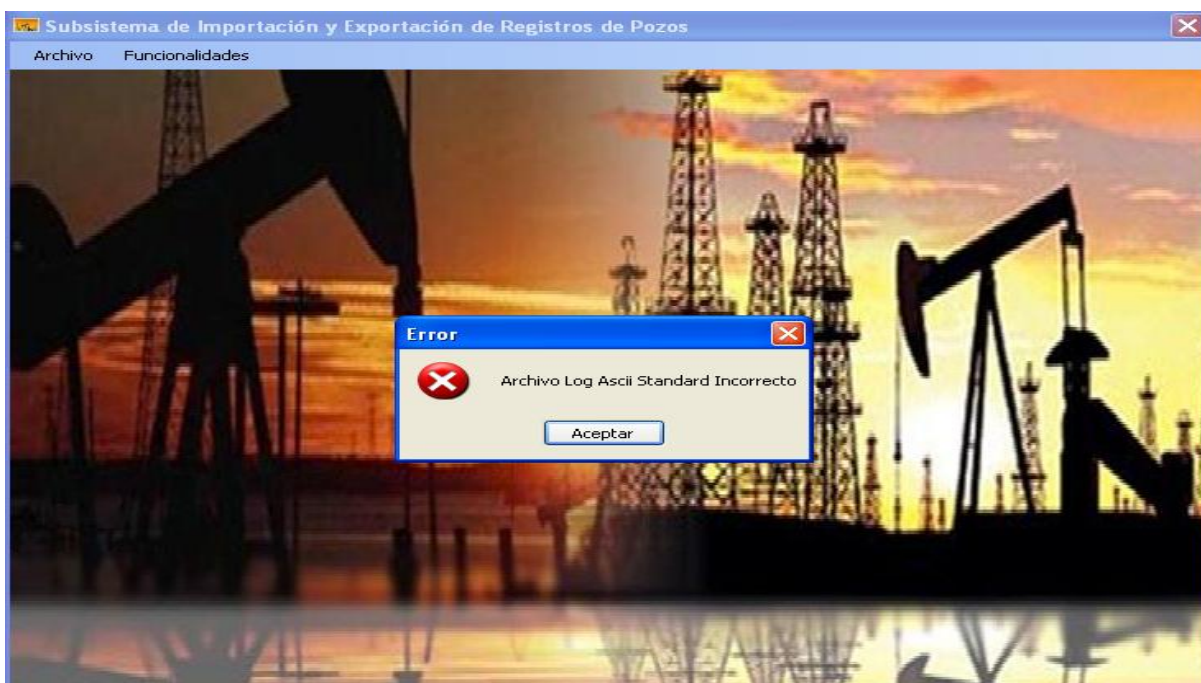 Subsistema de Importación y Exportación de Registros de Pozos
Archivo Funcionalidades
Error
Archivo Log Ascii Standard Incorrecto
Aceptar